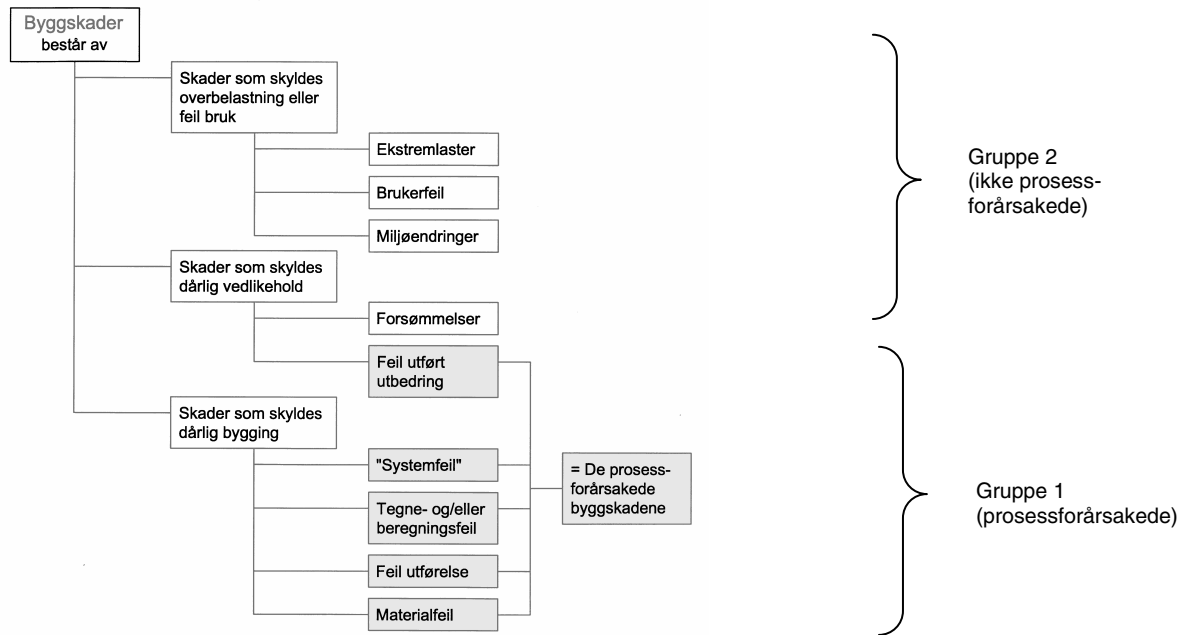 Byggskader
består av
Skader som skyldes
overbelastning eller
feil bruk
Ekstremlaster
Brukerfeil
Miljøendringer
Skader som skyldes
dårlig vedlikehold
Forsømmelser
Feil utført
utbedring
Skader som skyldes
dårlig bygging
"Systemfeil"
Tegne- og/eller
beregningsfeil
Feil utførelse
Materialfeil
= De prosess-
forårsakede
byggskadene
Gruppe 2
(ikke prosess-
forårsakede)
Gruppe 1
(prosessforårsakede)